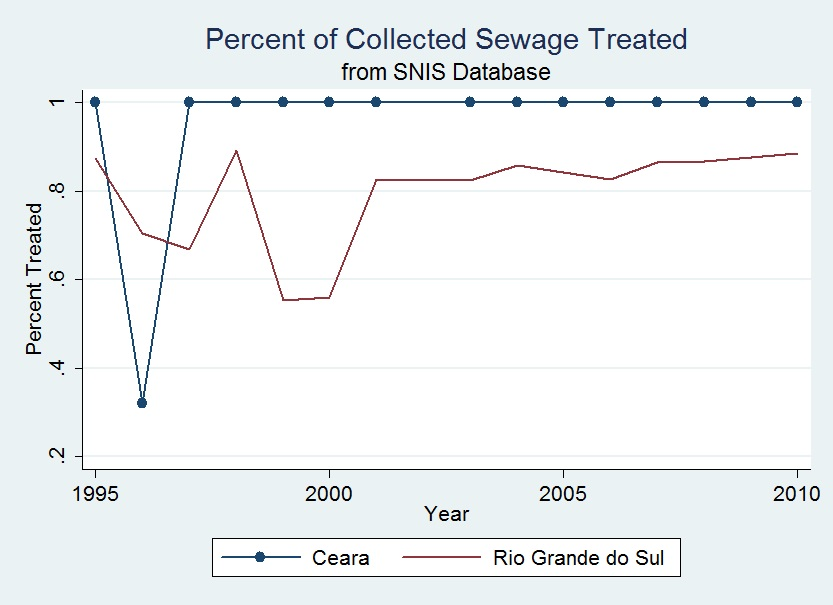 Percent of Collected Sewage Treated
from SNIS Database
Percent Treated
1
.8
.6
.4
.2
1995 2000 2005 2010
Year
Ceara Rio Grande do Sul